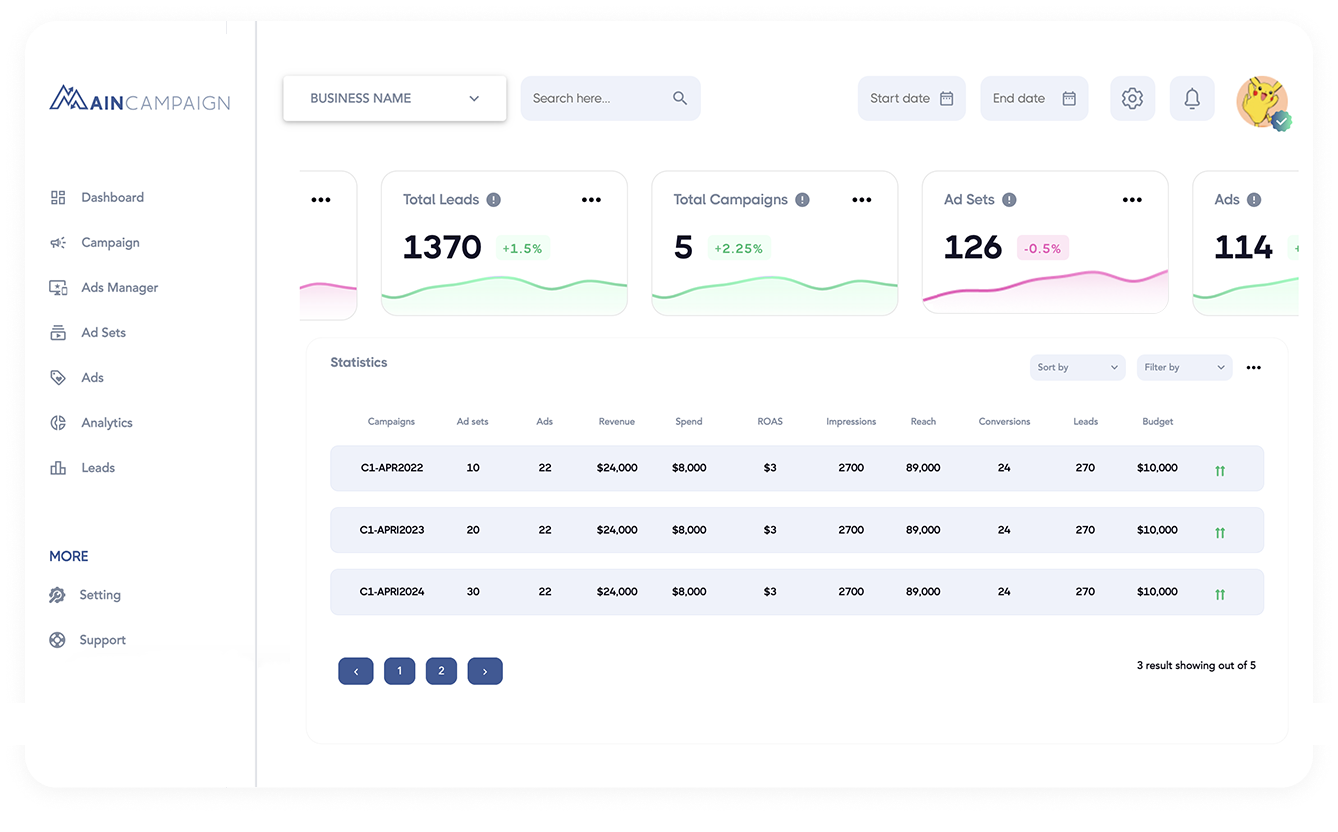 MAINCAMPAIGN
BUSINESS NAME
Search here...
Start date
End date
Dashboard
Campaign
Ads Manager
Ad Sets
Ads
Analytics
Leads
MORE
Setting
Support
Total Leads
1370 +1.5%
Total Campaigns
5 +2.25%
Ad Sets
126 -0.5%
Ads
114 +
Statistics
Sort by
Filter by
Campaigns Ad sets Ads Revenue Spend ROAS Impressions Reach Conversions Leads Budget
C1-APR2022 10 22 $24,000 $8,000 $3 2700 89,000 24 270 $10,000
C1-APRI2023 20 22 $24,000 $8,000 $3 2700 89,000 24 270 $10,000
C1-APRI2024 30 22 $24,000 $8,000 $3 2700 89,000 24 270 $10,000
‹ 1 2 ›
3 result showing out of 5